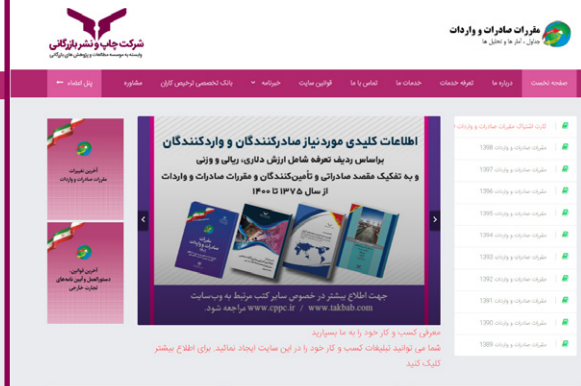 مقررات صادرات و واردات
جداول ، آمار ها و تحلیل ها
شرکت چاپ و نشر بازرگانی
وابسته به موسسه مطالعات و پژوهش های بازرگانی
صفحه نخست
درباره ما
تعرفه خدمات
خدمات ما
تماس با ما
قوانین سایت
خبرنامه
بانک تخصصی ترخیص کاران
مشاوره
پنل اعضاء
کارت اشتراک مقررات صادرات و واردات
مقررات صادرات و واردات 1398
مقررات صادرات و واردات 1397
مقررات صادرات و واردات 1396
مقررات صادرات و واردات 1395
مقررات صادرات و واردات 1394
مقررات صادرات و واردات 1393
مقررات صادرات و واردات 1392
مقررات صادرات و واردات 1391
مقررات صادرات و واردات 1390
مقررات صادرات و واردات 1389
اطلاعات کلیدی موردنیاز صادرکنندگان و واردکنندگان
براساس ردیف تعرفه شامل ارزش دلاری، ریالی و وزنی
و به تفکیک مقصد صادراتی و تأمین‌کنندگان و مقررات صادرات و واردات
از سال ۱۳۷۵ تا ۱۴۰۰
مقررات
صادرات و واردات
جهت اطلاع بیشتر در خصوص سایر کتب مرتبط به وب‌سایت
www.cppc.ir / www.takbab.com مراجعه شود.
معرفی کسب و کار خود را به ما بسپارید
شما می توانید تبلیغات کسب و کار خود را در این سایت ایجاد نمائید. برای اطلاع بیشتر
کلیک کنید
آخرین تغییرات
مقررات صادرات و واردات
آخرین قوانین،
دستورالعمل و آیین نامه‌های
تجارت خارجی